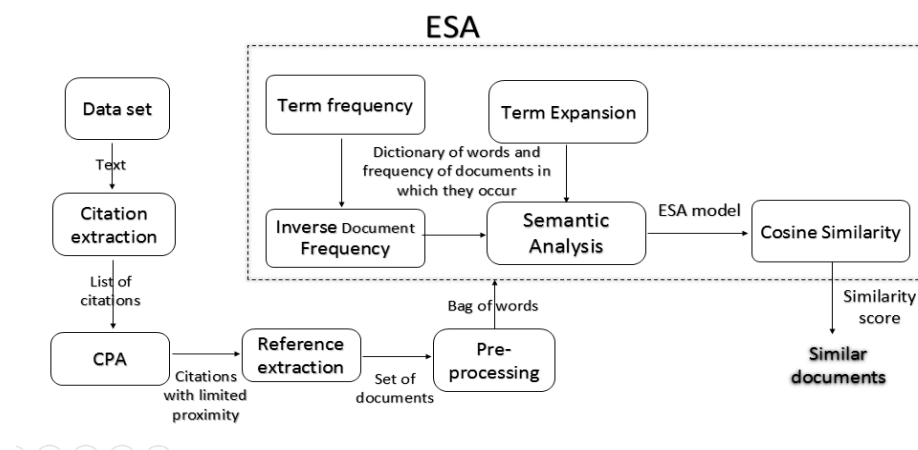 ESA
Data set
Text
Citation
extraction
List of
citations
CPA
Citations
with limited
proximity
Reference
extraction
Set of
documents
Pre-
processing
Bag of words
Term frequency
Term Expansion
Dictionary of words and
frequency of documents in
which they occur
Inverse Document
Frequency
Semantic
Analysis
ESA model
Cosine Similarity
Similarity
score
Similar
documents